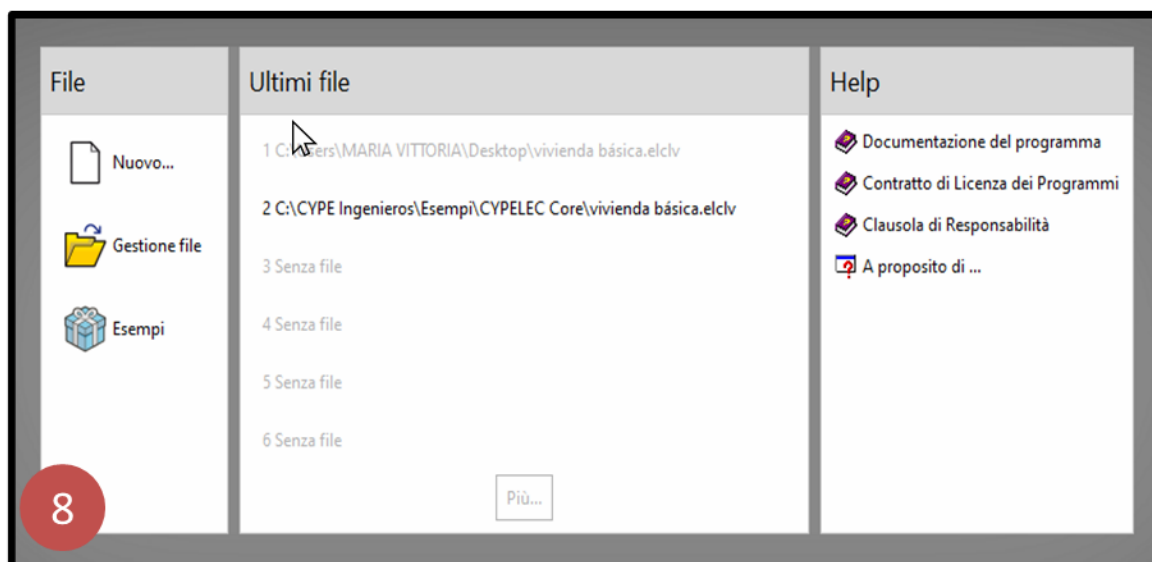 File
Nuovo...
Gestione file
Esempi
8
Ultimi file
1 C:\Users\MARIA VITTORIA\Desktop\vivienda básica.elclv
2 C:\CYPE Ingenieros\Esempi\CYPELEC Core\vivienda básica.elclv
3 Senza file
4 Senza file
5 Senza file
6 Senza file
Più...
Help
Documentazione del programma
Contratto di Licenza dei Programmi
Clausola di Responsabilità
A proposito di ...